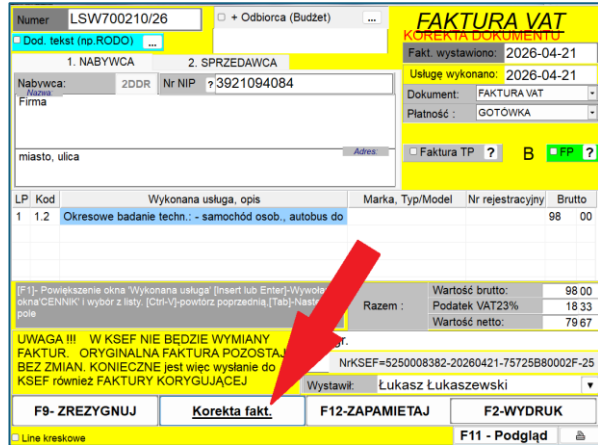 Numer LSW700210/26 + Odbiorca (Budżet) ... FAKTURA VAT
KOREKTA DOKUMENTU
Dod. tekst (np.RODO) ...
Fakt. wystawiono: 2026-04-21
1. NABYWCA 2. SPRZEDAWCA
Usługę wykonano: 2026-04-21
Nabywca: 2DDR Nr NIP ? 3921094084
Dokument: FAKTURA VAT
Nazwa:
Firma
Płatność : GOTÓWKA
Adres:
miasto, ulica
Faktura TP ? B FP ?
LP Kod Wykonana usługa, opis Marka, Typ/Model Nr rejestracyjny Brutto
1 1.2 Okresowe badanie techn.: - samochód osob., autobus do 98 00
[F1]- Powiększenie okna 'Wykonana usługa' [Insert lub Enter]-Wywoła
okna'CENNIK' i wybór z listy. [Ctrl-V]-powtórz poprzednią,[Tab]-Nastę
pole
Razem :
Wartość brutto: 98 00
Podatek VAT23% 18 33
Wartość netto: 79 67
UWAGA !!! W KSEF NIE BĘDZIE WYMIANY
FAKTUR. ORYGINALNA FAKTURA POZOSTAJ
BEZ ZMIAN. KONIECZNE jest więc wysłanie do
KSEF również FAKTURY KORYGUJĄCEJ
gr.
NrKSEF=5250008382-20260421-75725B80002F-25
Wystawił: Łukasz Łukaszewski
F9- ZREZYGNUJ Korekta fakt. F12-ZAPAMIETAJ F2-WYDRUK
Line kreskowe F11 - Podgląd